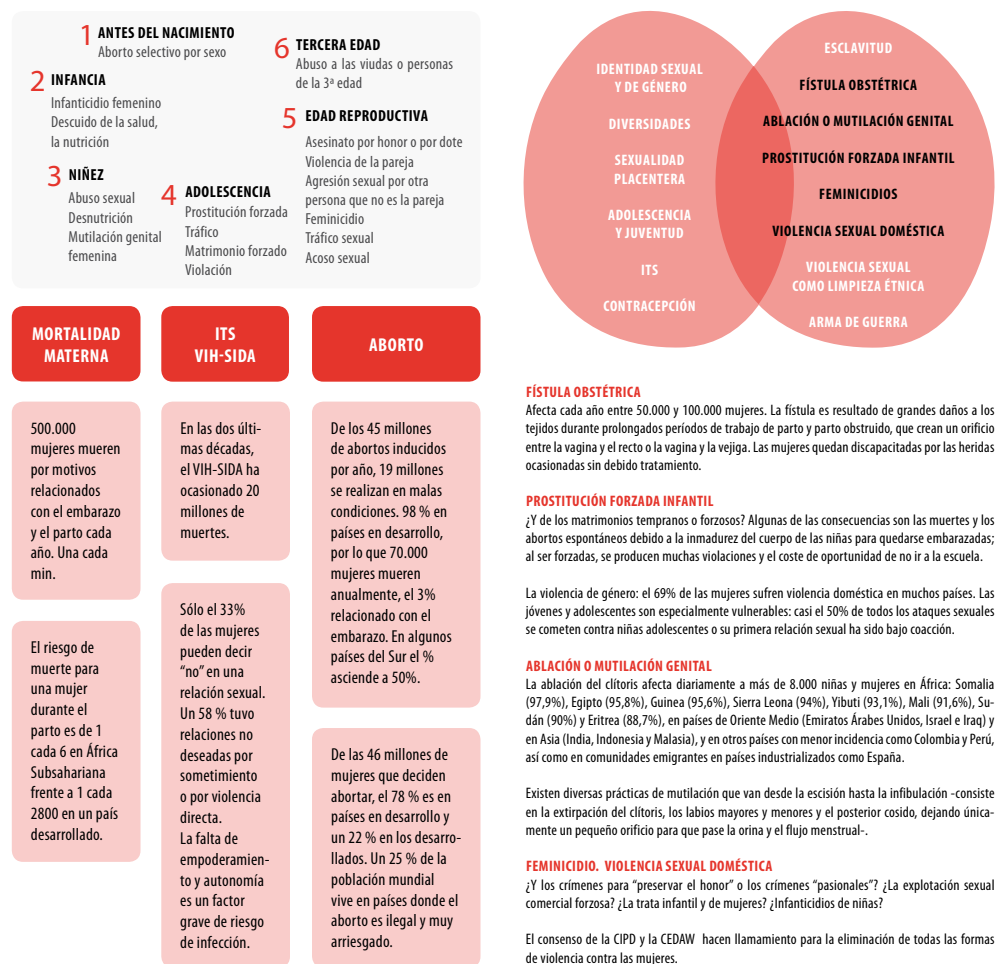 1 ANTES DEL NACIMIENTO
Aborto selectivo por sexo
2 INFANCIA
Infanticidio femenino
Descuido de la salud,
la nutrición
3 NIÑEZ
Abuso sexual
Desnutrición
Mutilación genital
femenina
4 ADOLESCENCIA
Prostitución forzada
Tráfico
Matrimonio forzado
Violación
6 TERCERA EDAD
Abuso a las viudas o personas
de la 3ª edad
5 EDAD REPRODUCTIVA
Asesinato por honor o por dote
Violencia de la pareja
Agresión sexual por otra
persona que no es la pareja
Feminicidio
Tráfico sexual
Acoso sexual
MORTALIDAD
MATERNA
500.000
mujeres mueren
por motivos
relacionados
con el embarazo
y el parto cada
año. Una cada
min.
El riesgo de
muerte para
una mujer
durante el
parto es de 1
cada 6 en África
Subsahariana
frente a 1 cada
2800 en un país
desarrollado.
ITS
VIH-SIDA
En las dos últi-
mas décadas,
el VIH-SIDA ha
ocasionado 20
millones de
muertes.
Sólo el 33%
de las mujeres
pueden decir
“no” en una
relación sexual.
Un 58 % tuvo
relaciones no
deseadas por
sometimiento
o por violencia
directa.
La falta de
empoderamien-
to y autonomía
es un factor
grave de riesgo
de infección.
ABORTO
De los 45 millones
de abortos inducidos
por año, 19 millones
se realizan en malas
condiciones. 98 % en
países en desarrollo,
por lo que 70.000
mujeres mueren
anualmente, el 3%
relacionado con el
embarazo. En algunos
países del Sur el %
asciende a 50%.
De las 46 millones de
mujeres que deciden
abortar, el 78 % es en
países en desarrollo y
un 22 % en los desarro-
llados. Un 25 % de la
población mundial
vive en países donde el
aborto es ilegal y muy
arriesgado.
IDENTIDAD SEXUAL
Y DE GÉNERO
DIVERSIDADES
SEXUALIDAD
PLACENTERA
ADOLESCENCIA
Y JUVENTUD
ITS
CONTRACEPCIÓN
ESCLAVITUD
FÍSTULA OBSTÉTRICA
ABLACIÓN O MUTILACIÓN GENITAL
PROSTITUCIÓN FORZADA INFANTIL
FEMINICIDIOS
VIOLENCIA SEXUAL DOMÉSTICA
VIOLENCIA SEXUAL
COMO LIMPIEZA ÉTNICA
ARMA DE GUERRA
FÍSTULA OBSTÉTRICA
Afecta cada año entre 50.000 y 100.000 mujeres. La fístula es resultado de grandes daños a los
tejidos durante prolongados períodos de trabajo de parto y parto obstruido, que crean un orificio
entre la vagina y el recto o la vagina y la vejiga. Las mujeres quedan discapacitadas por las heridas
ocasionadas sin debido tratamiento.
PROSTITUCIÓN FORZADA INFANTIL
¿Y de los matrimonios tempranos o forzosos? Algunas de las consecuencias son las muertes y los
abortos espontáneos debido a la inmadurez del cuerpo de las niñas para quedarse embarazadas;
al ser forzadas, se producen muchas violaciones y el coste de oportunidad de no ir a la escuela.
La violencia de género: el 69% de las mujeres sufren violencia doméstica en muchos países. Las
jóvenes y adolescentes son especialmente vulnerables: casi el 50% de todos los ataques sexuales
se cometen contra niñas adolescentes o su primera relación sexual ha sido bajo coacción.
ABLACIÓN O MUTILACIÓN GENITAL
La ablación del clítoris afecta diariamente a más de 8.000 niñas y mujeres en África: Somalia
(97,9%), Egipto (95,8%), Guinea (95,6%), Sierra Leona (94%), Yibuti (93,1%), Mali (91,6%), Su-
dán (90%) y Eritrea (88,7%), en países de Oriente Medio (Emiratos Árabes Unidos, Israel e Iraq) y
en Asia (India, Indonesia y Malasia), y en otros países con menor incidencia como Colombia y Perú,
así como en comunidades emigrantes en países industrializados como España.
Existen diversas prácticas de mutilación que van desde la escisión hasta la infibulación -consiste
en la extirpación del clítoris, los labios mayores y menores y el posterior cosido, dejando única-
mente un pequeño orificio para que pase la orina y el flujo menstrual-.
FEMINICIDIO. VIOLENCIA SEXUAL DOMÉSTICA
¿Y los crímenes para “preservar el honor” o los crímenes “pasionales”? ¿La explotación sexual
comercial forzosa? ¿La trata infantil y de mujeres? ¿Infanticidios de niñas?
El consenso de la CIPD y la CEDAW hacen llamamiento para la eliminación de todas las formas
de violencia contra las mujeres.